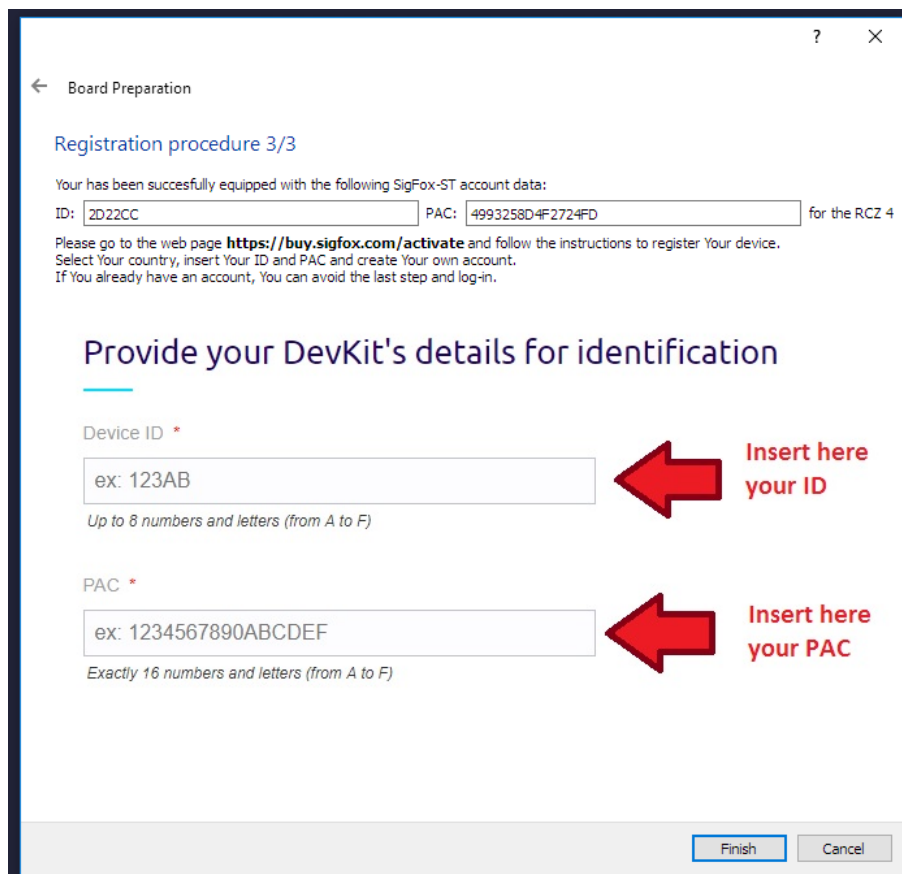 ?
Board Preparation
Registration procedure 3/3
Your has been succesfully equipped with the following SigFox-ST account data:
ID: 2D22CC PAC: 4993258D4F2724FD for the RCZ 4
Please go to the web page https://buy.sigfox.com/activate and follow the instructions to register Your device.
Select Your country, insert Your ID and PAC and create Your own account.
If You already have an account, You can avoid the last step and log-in.
Provide your DevKit's details for identification
Device ID *
ex: 123AB
Insert here
your ID
Up to 8 numbers and letters (from A to F)
PAC *
ex: 1234567890ABCDEF
Insert here
your PAC
Exactly 16 numbers and letters (from A to F)
Finish Cancel